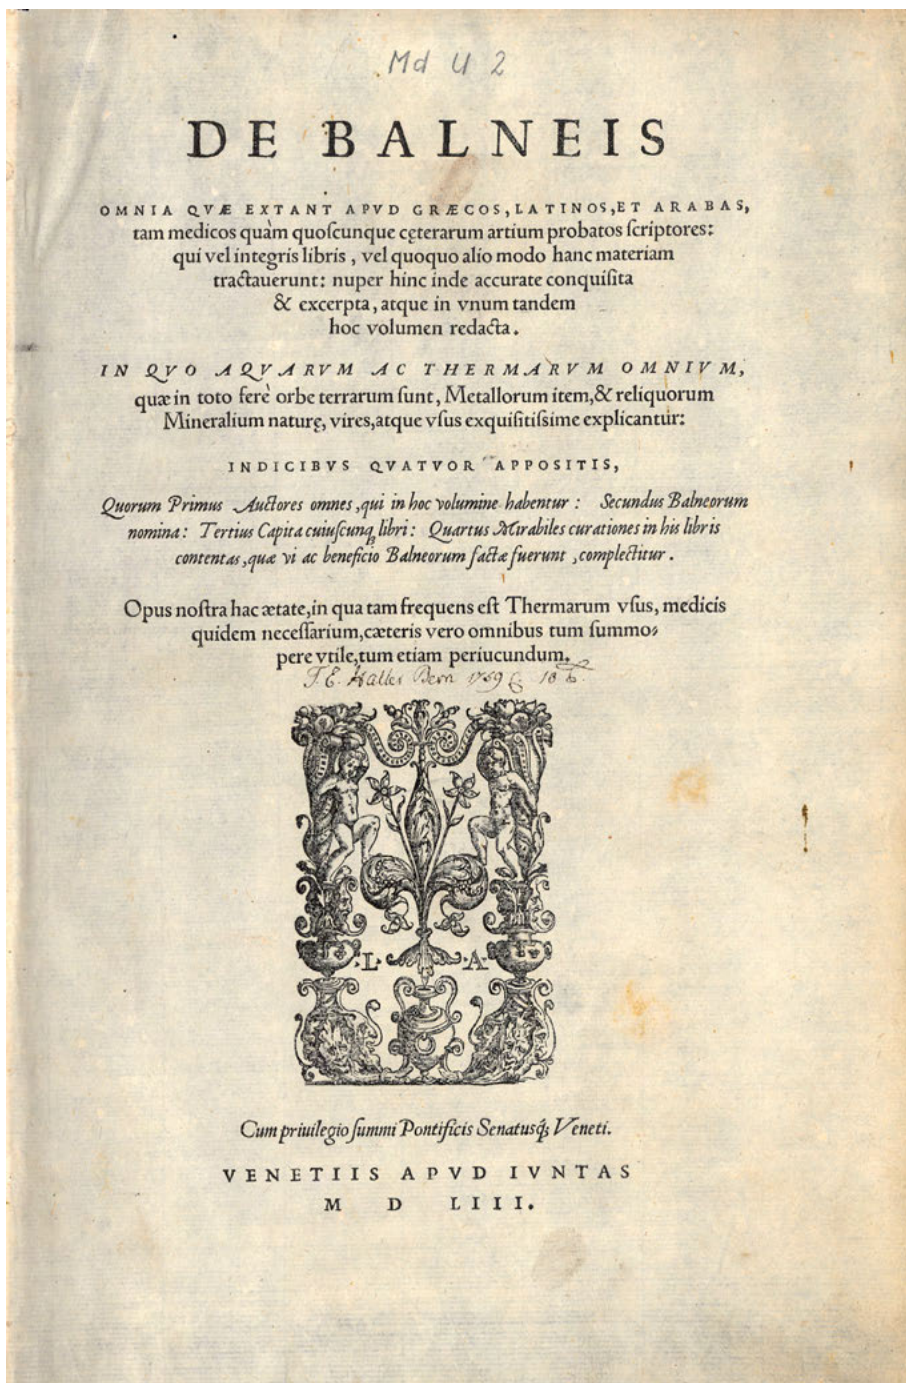 Md U 2
DE BALNEIS
OMNIA QVÆ EXTANT APVD GRÆCOS, LATINOS, ET ARABAS,
tam medicos quàm quoſcunque cęterarum artium probatos ſcriptores:
qui vel integris libris, vel quoquo alio modo hanc materiam
tractauerunt: nuper hinc inde accurate conquiſita
& excerpta, atque in vnum tandem
hoc volumen redacta.
IN QVO AQVARVM AC THERMARVM OMNIVM,
quæ in toto ferè orbe terrarum ſunt, Metallorum item, & reliquorum
Mineralium naturę, vires, atque vſus exquiſitiſsime explicantur:
INDICIBVS QVATVOR APPOSITIS,
Quorum Primus Auctores omnes, qui in hoc volumine habentur: Secundus Balneorum
nomina: Tertius Capita cuiuſcunq; libri: Quartus Mirabiles curationes in his libris
contentas, quæ vi ac beneficio Balneorum factæ fuerunt, complectitur.
Opus noſtra hac ætate, in qua tam frequens eſt Thermarum vſus, medicis
quidem neceſſarium, cæteris vero omnibus tum ſummo⸗
pere vtile, tum etiam periucundum.
Haller Bern 1759
·L· ·A·
Cum priuilegio ſummi Pontificis Senatusq́; Veneti.
VENETIIS APVD IVNTAS
M D LIII.